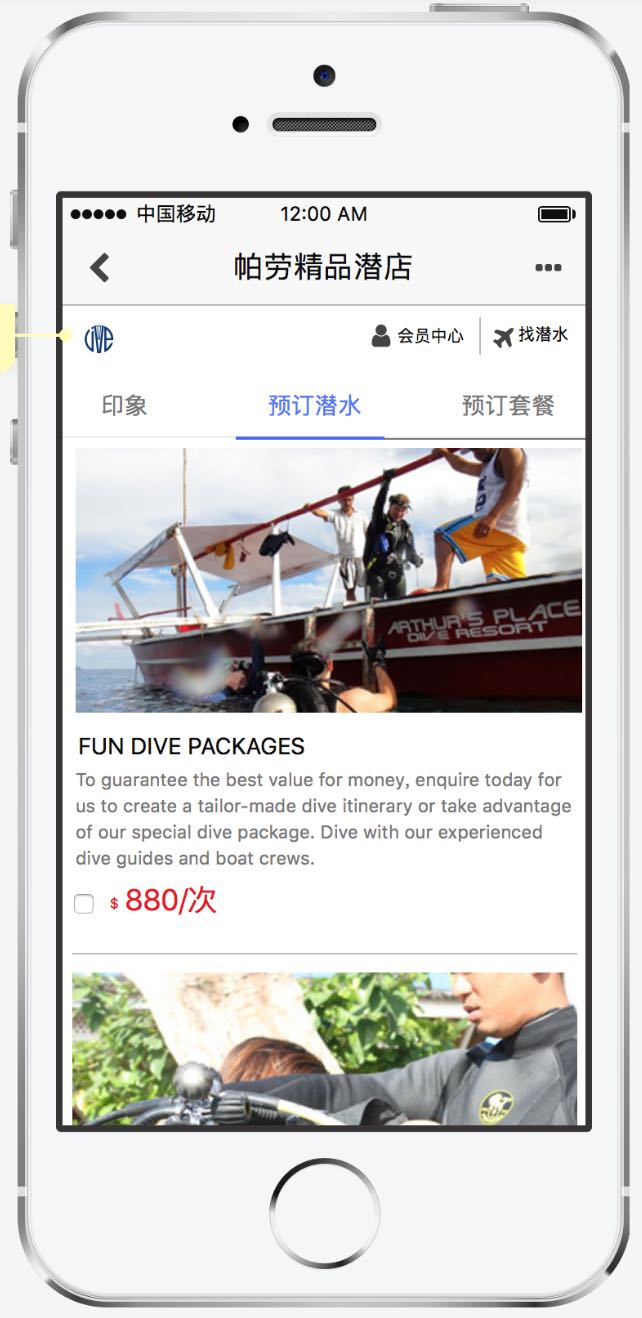 中国移动 12:00 AM
帕劳精品潜店
LIVE
会员中心 找潜水
印象 预订潜水 预订套餐
ARTHUR'S PLACE
DIVE RESORT
FUN DIVE PACKAGES
To guarantee the best value for money, enquire today for
us to create a tailor-made dive itinerary or take advantage
of our special dive package. Dive with our experienced
dive guides and boat crews.
$ 880/次